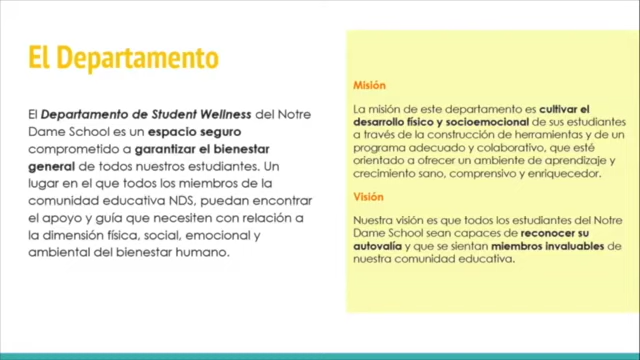 El Departamento
El Departamento de Student Wellness del Notre
Dame School es un espacio seguro
comprometido a garantizar el bienestar
general de todos nuestros estudiantes. Un
lugar en el que todos los miembros de la
comunidad educativa NDS, puedan encontrar
el apoyo y guía que necesiten con relación a
la dimensión física, social, emocional y
ambiental del bienestar humano.
Misión
La misión de este departamento es cultivar el
desarrollo físico y socioemocional de sus estudiantes
a través de la construcción de herramientas y de un
programa adecuado y colaborativo, que esté
orientado a ofrecer un ambiente de aprendizaje y
crecimiento sano, comprensivo y enriquecedor.
Visión
Nuestra visión es que todos los estudiantes del Notre
Dame School sean capaces de reconocer su
autovalía y que se sientan miembros invaluables de
nuestra comunidad educativa.